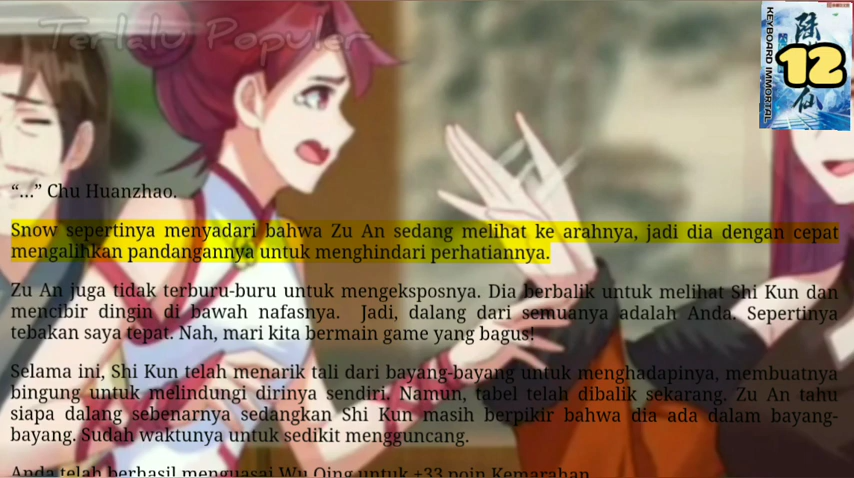 Terlalu Populer
KEYBOARD IMMORTAL
12
“...” Chu Huanzhao.
Snow sepertinya menyadari bahwa Zu An sedang melihat ke arahnya, jadi dia dengan cepat
mengalihkan pandangannya untuk menghindari perhatiannya.
Zu An juga tidak terburu-buru untuk mengeksposnya. Dia berbalik untuk melihat Shi Kun dan
mencibir dingin di bawah nafasnya. Jadi, dalang dari semuanya adalah Anda. Sepertinya
tebakan saya tepat. Nah, mari kita bermain game yang bagus!
Selama ini, Shi Kun telah menarik tali dari bayang-bayang untuk menghadapinya, membuatnya
bingung untuk melindungi dirinya sendiri. Namun, tabel telah dibalik sekarang. Zu An tahu
siapa dalang sebenarnya sedangkan Shi Kun masih berpikir bahwa dia ada dalam bayang-
bayang. Sudah waktunya untuk sedikit mengguncang.
Anda telah berhasil menguasai Wu Qing untuk +33 poin Kemarahan